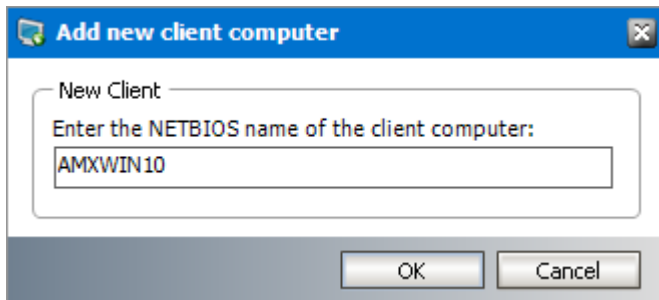 Add new client computer
New Client
Enter the NETBIOS name of the client computer:
AMXWIN10
OK
Cancel